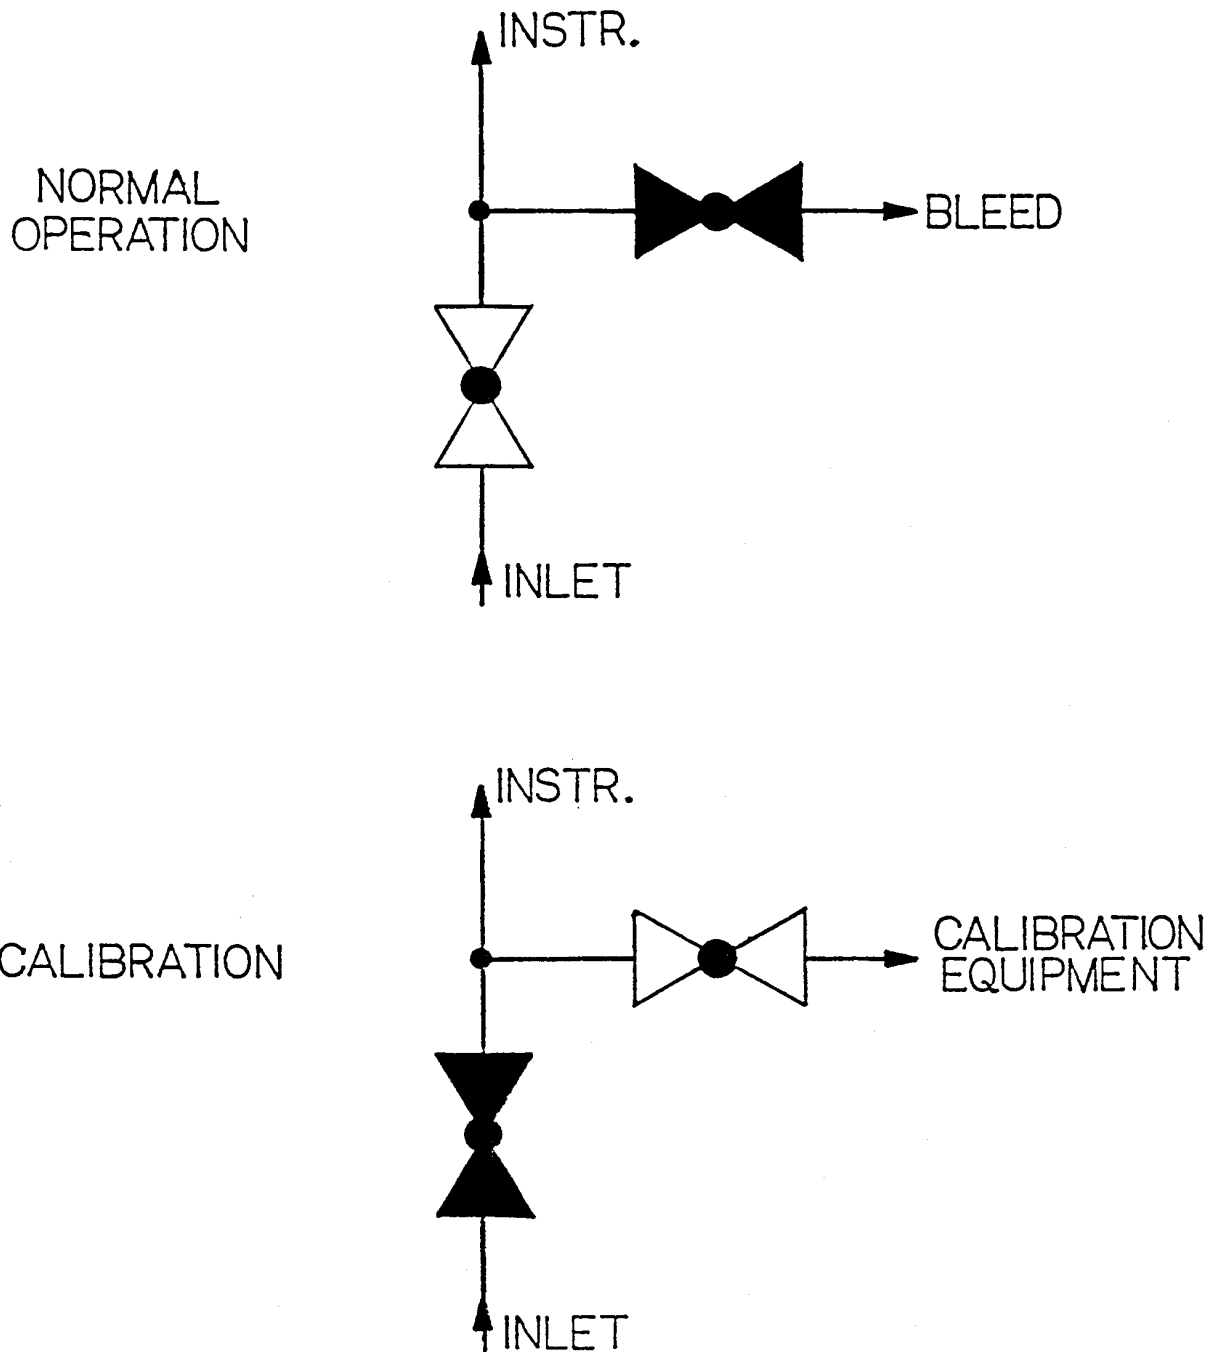 INSTR.
NORMAL
OPERATION
BLEED
INLET
INSTR.
CALIBRATION
CALIBRATION
EQUIPMENT
INLET